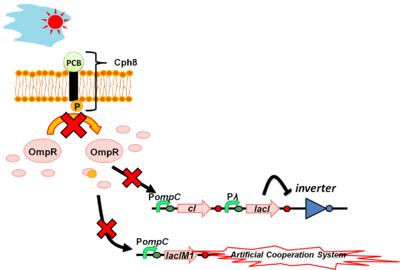 PCB
Cph8
P
OmpR
OmpR
PompC
cI
Pλ
lacI
inverter
PompC
lacIM1
Artificial Cooperation System